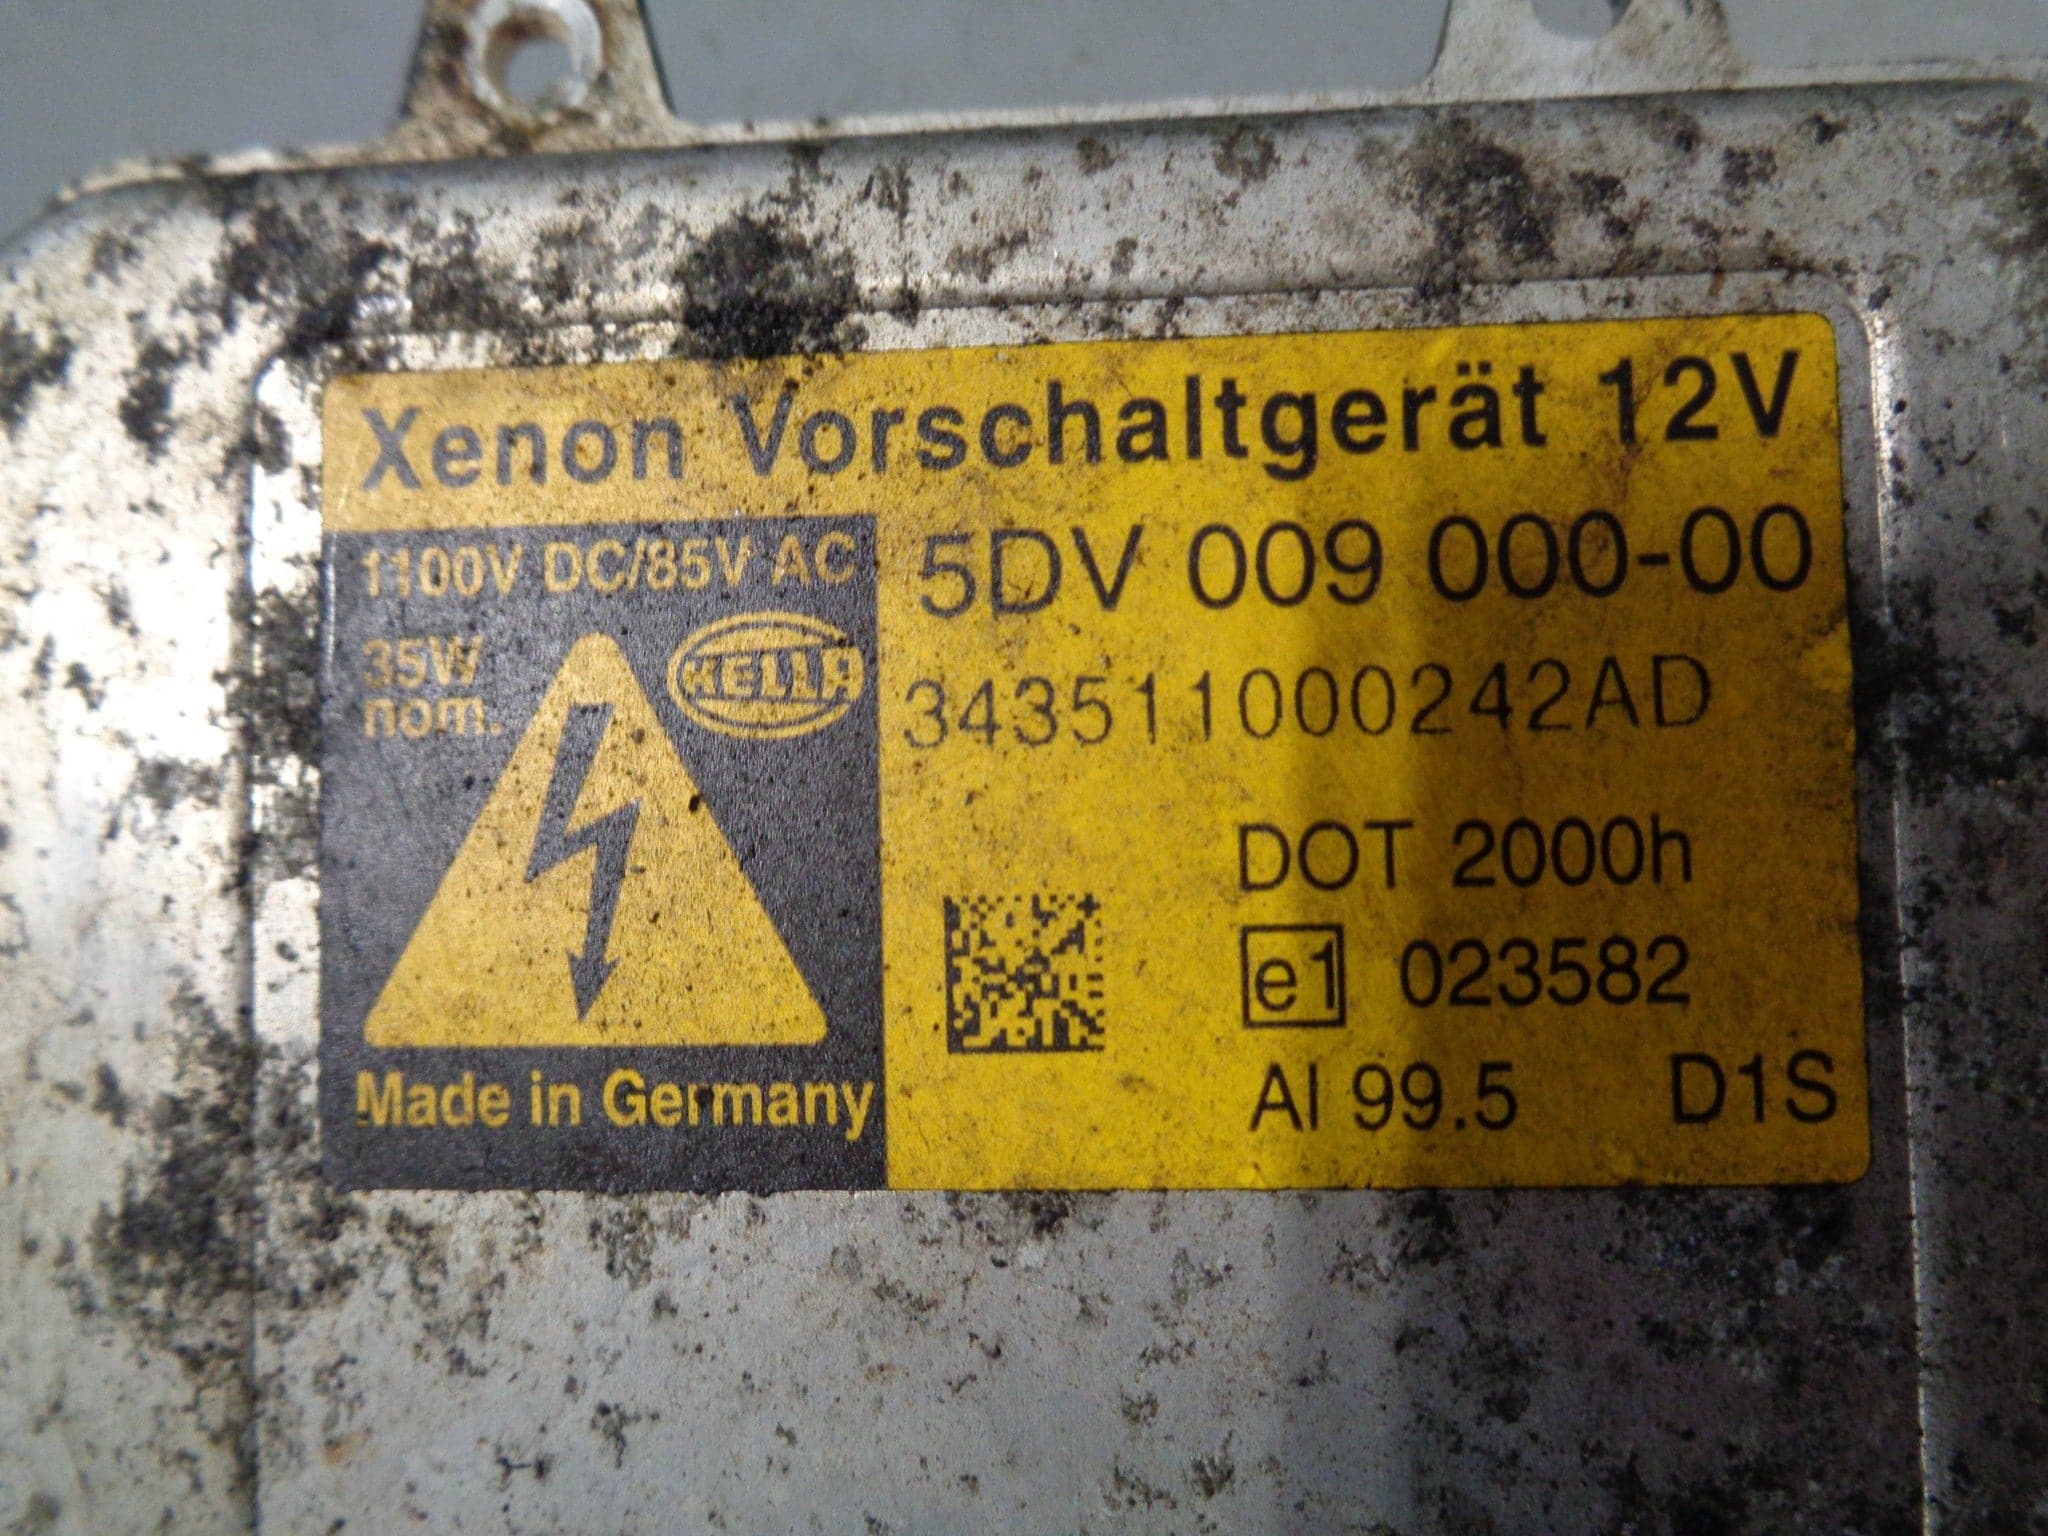 Xenon Vorschaltgerät 12V
1100V DC/85V AC
35W
nom.
HELLA
Made in Germany
5DV 009 000-00
343511000242AD
DOT 2000h
e1 023582
Al 99.5 D1S